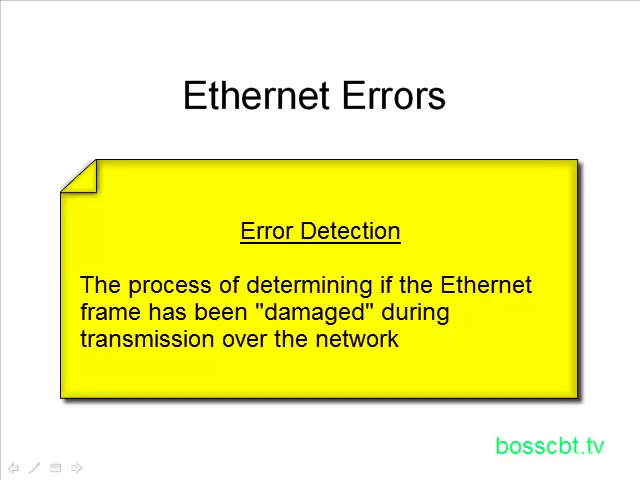 Ethernet Errors
Error Detection
The process of determining if the Ethernet
frame has been "damaged" during
transmission over the network
bosscbt.tv